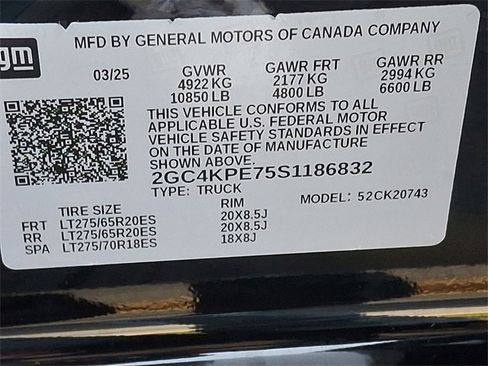 gm
MFD BY GENERAL MOTORS OF CANADA COMPANY
03/25 GVWR GAWR FRT GAWR RR
4922 KG 2177 KG 2994 KG
10850 LB 4800 LB 6600 LB
THIS VEHICLE CONFORMS TO ALL
APPLICABLE U.S. FEDERAL MOTOR
VEHICLE SAFETY STANDARDS IN EFFECT
ON THE DATE OF MANUFACTURE
SHOWN ABOVE.
2GC4KPE75S1186832
TYPE: TRUCK MODEL: 52CK20743
TIRE SIZE RIM
FRT LT275/65R20ES 20X8.5J
RR LT275/65R20ES 20X8.5J
SPA LT275/70R18ES 18X8J